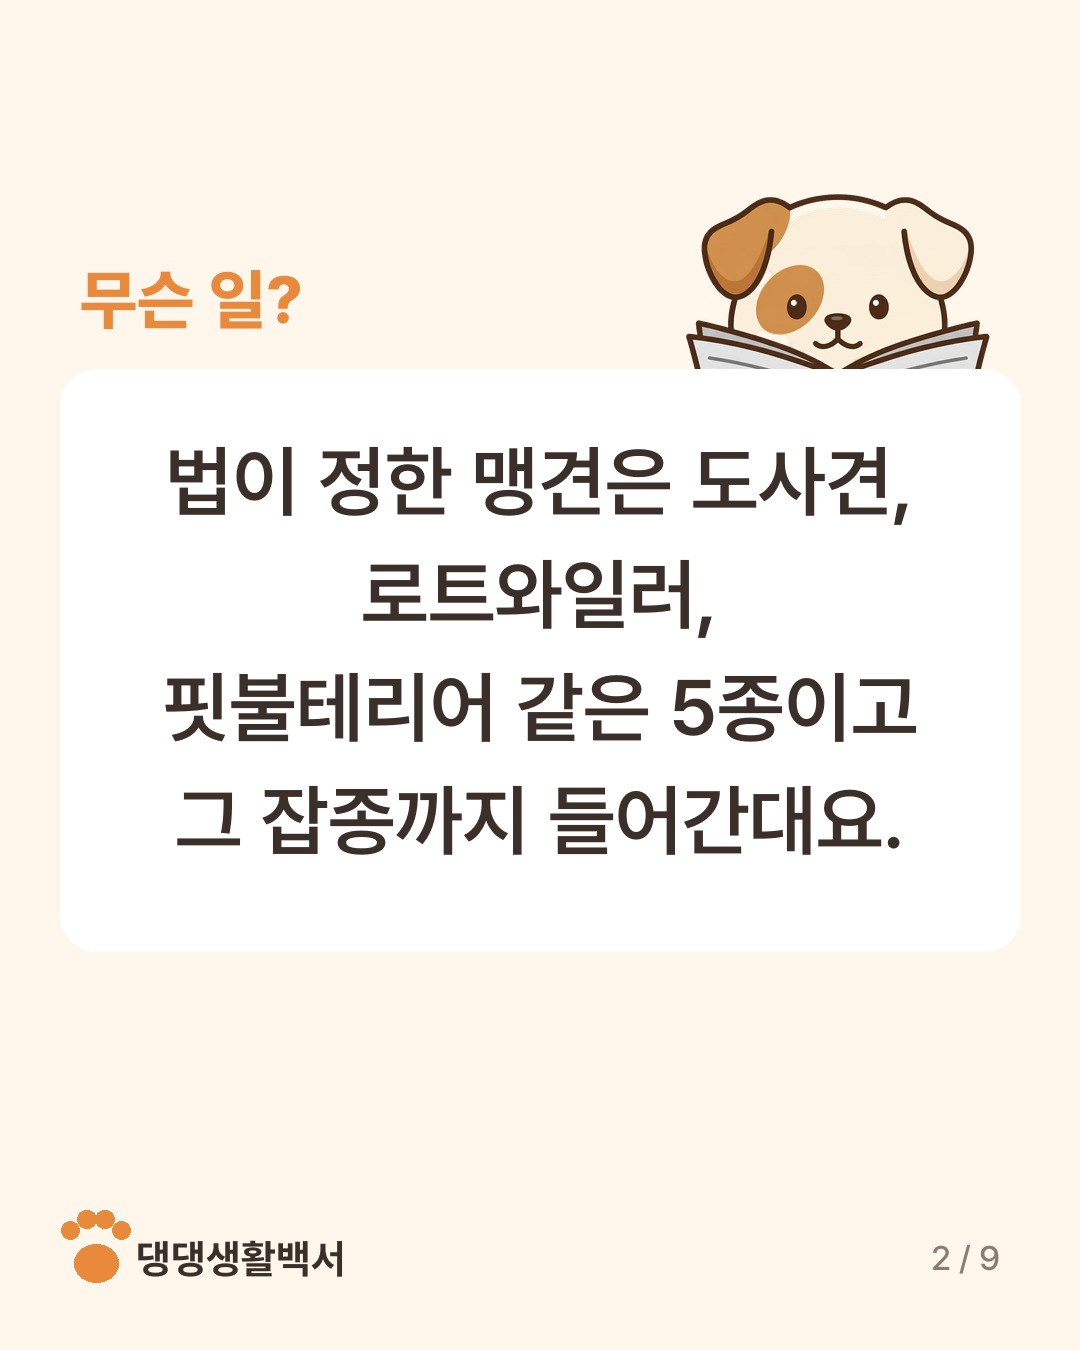 무슨 일?
법이 정한 맹견은 도사견,
로트와일러,
핏불테리어 같은 5종이고
그 잡종까지 들어간대요.
댕댕생활백서
2 / 9